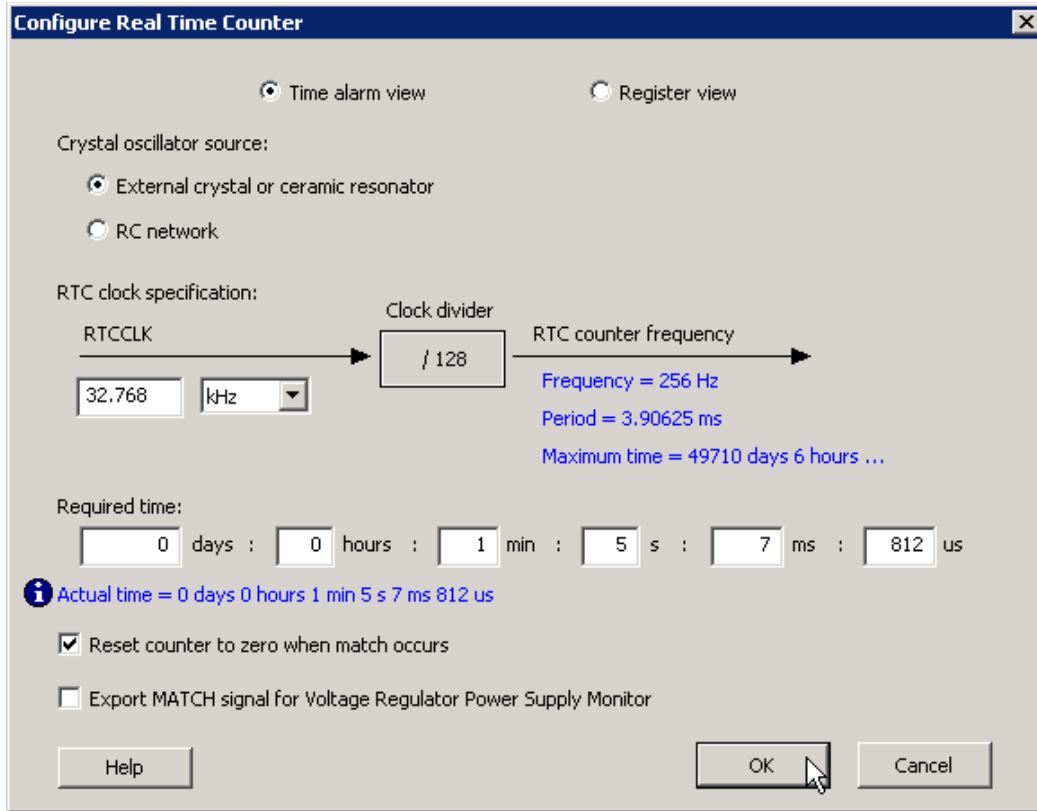 Configure Real Time Counter
Time alarm view Register view
Crystal oscillator source:
External crystal or ceramic resonator
RC network
RTC clock specification:
Clock divider
RTCCLK / 128 RTC counter frequency
32.768 kHz Frequency = 256 Hz
Period = 3.90625 ms
Maximum time = 49710 days 6 hours ...
Required time:
0 days : 0 hours : 1 min : 5 s : 7 ms : 812 us
Actual time = 0 days 0 hours 1 min 5 s 7 ms 812 us
Reset counter to zero when match occurs
Export MATCH signal for Voltage Regulator Power Supply Monitor
Help OK Cancel